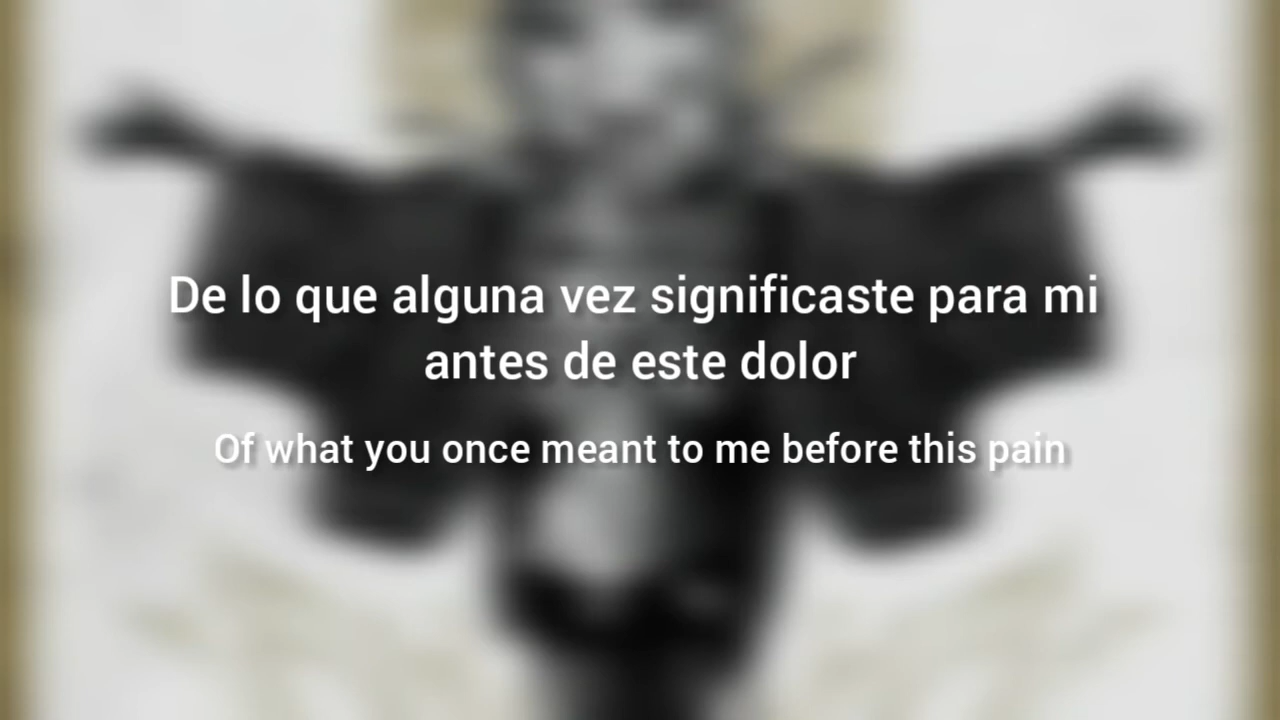 De lo que alguna vez significaste para mi
antes de este dolor
Of what you once meant to me before this pain